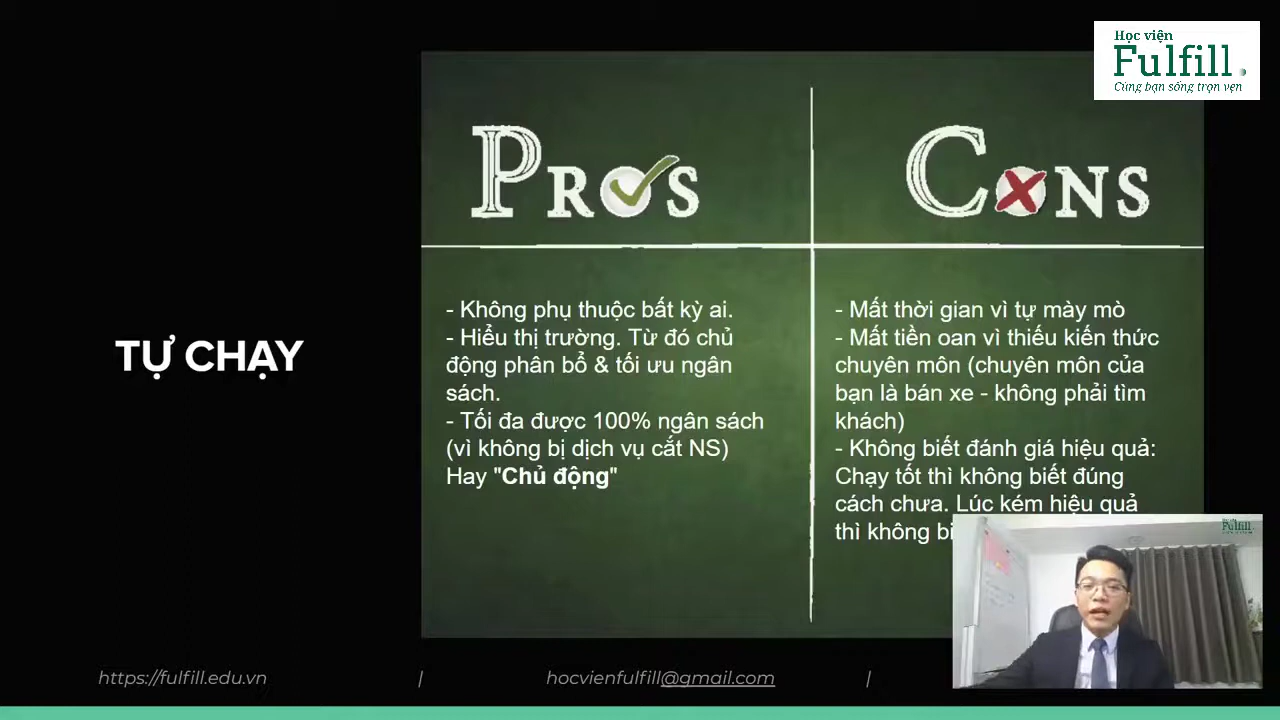 Học viện
Fulfill.
Cùng bạn sống trọn vẹn
PROS
CONS
TỰ CHẠY
- Không phụ thuộc bất kỳ ai.
- Hiểu thị trường. Từ đó chủ
động phân bổ & tối ưu ngân
sách.
- Tối đa được 100% ngân sách
(vì không bị dịch vụ cắt NS)
Hay "Chủ động"
- Mất thời gian vì tự mày mò
- Mất tiền oan vì thiếu kiến thức
chuyên môn (chuyên môn của
bạn là bán xe - không phải tìm
khách)
- Không biết đánh giá hiệu quả:
Chạy tốt thì không biết đúng
cách chưa. Lúc kém hiệu quả
thì không
Fulfill
https://fulfill.edu.vn | hocvienfulfill@gmail.com |